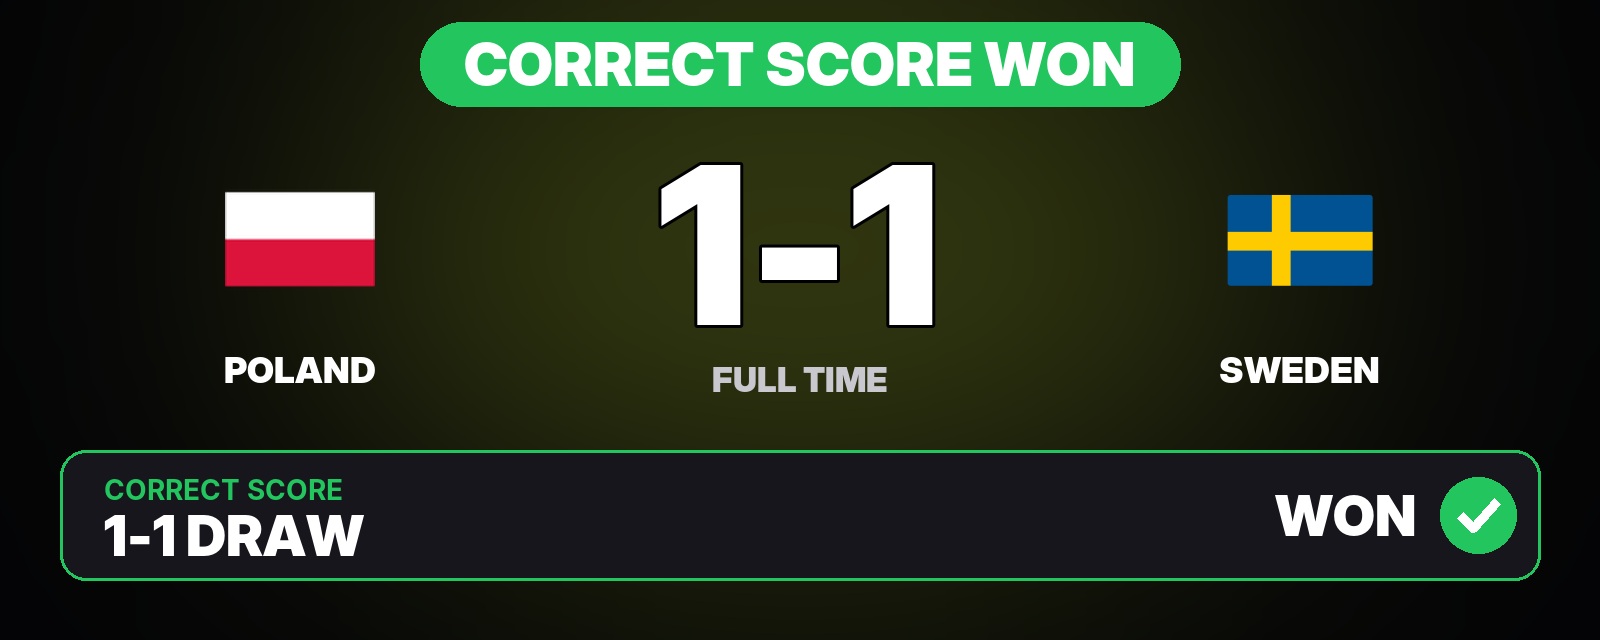 CORRECT SCORE WON
1-1
POLAND
FULL TIME
SWEDEN
CORRECT SCORE
1-1 DRAW
WON